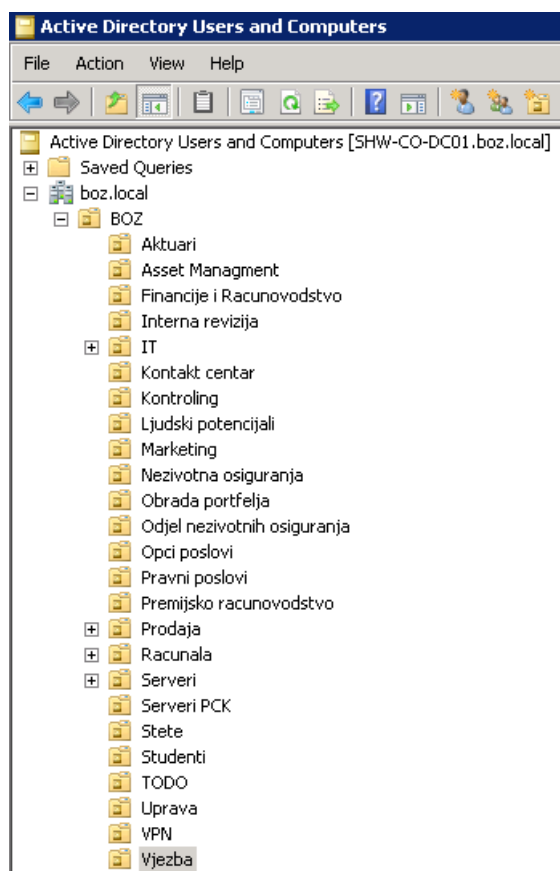 Active Directory Users and Computers
File Action View Help
Active Directory Users and Computers [SHW-CO-DC01.boz.local]
Saved Queries
boz.local
BOZ
Aktuari
Asset Managment
Financije i Racunovodstvo
Interna revizija
IT
Kontakt centar
Kontroling
Ljudski potencijali
Marketing
Nezivotna osiguranja
Obrada portfelja
Odjel nezivotnih osiguranja
Opci poslovi
Pravni poslovi
Premijsko racunovodstvo
Prodaja
Racunala
Serveri
Serveri PCK
Stete
Studenti
TODO
Uprava
VPN
Vjezba